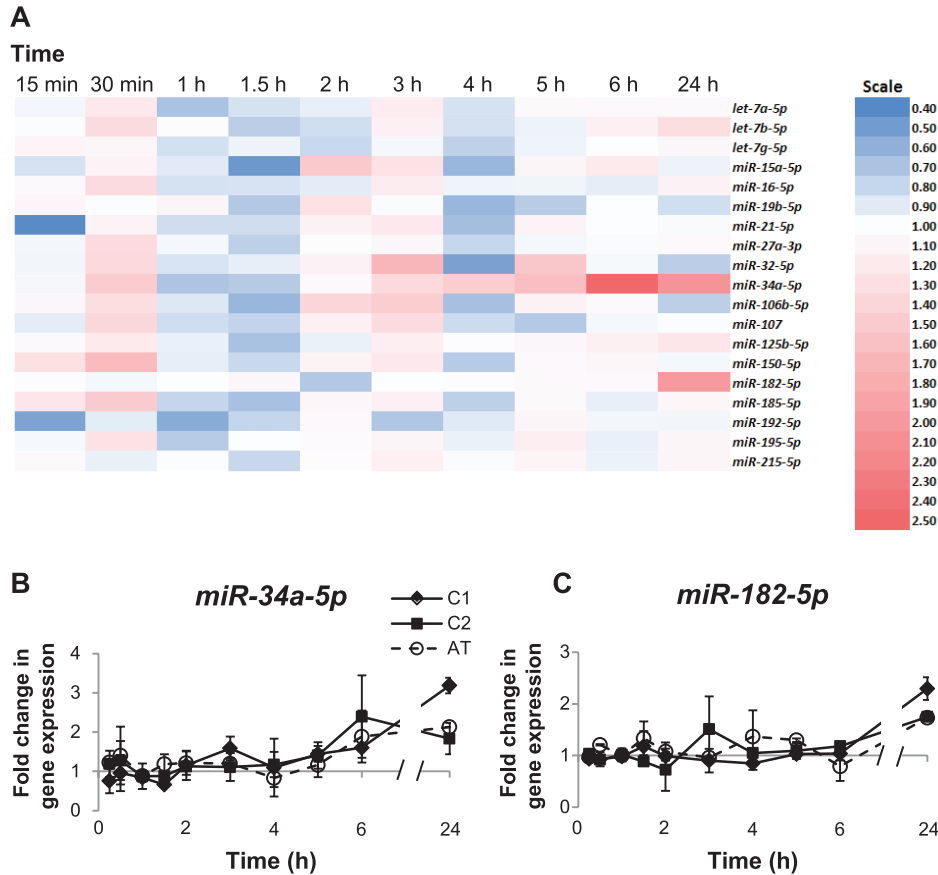 A
Time
15 min 30 min 1 h 1.5 h 2 h 3 h 4 h 5 h 6 h 24 h
Scale
let-7a-5p
let-7b-5p
let-7g-5p
miR-15a-5p
miR-16-5p
miR-19b-5p
miR-21-5p
miR-27a-3p
miR-32-5p
miR-34a-5p
miR-106b-5p
miR-107
miR-125b-5p
miR-150-5p
miR-182-5p
miR-185-5p
miR-192-5p
miR-195-5p
miR-215-5p
0.40
0.50
0.60
0.70
0.80
0.90
1.00
1.10
1.20
1.30
1.40
1.50
1.60
1.70
1.80
1.90
2.00
2.10
2.20
2.30
2.40
2.50
B
miR-34a-5p
C1
C2
AT
Fold change in
gene expression
4
3
2
1
0
0 2 4 6 24
Time (h)
C
miR-182-5p
Fold change in
gene expression
3
2
1
0
0 2 4 6 24
Time (h)